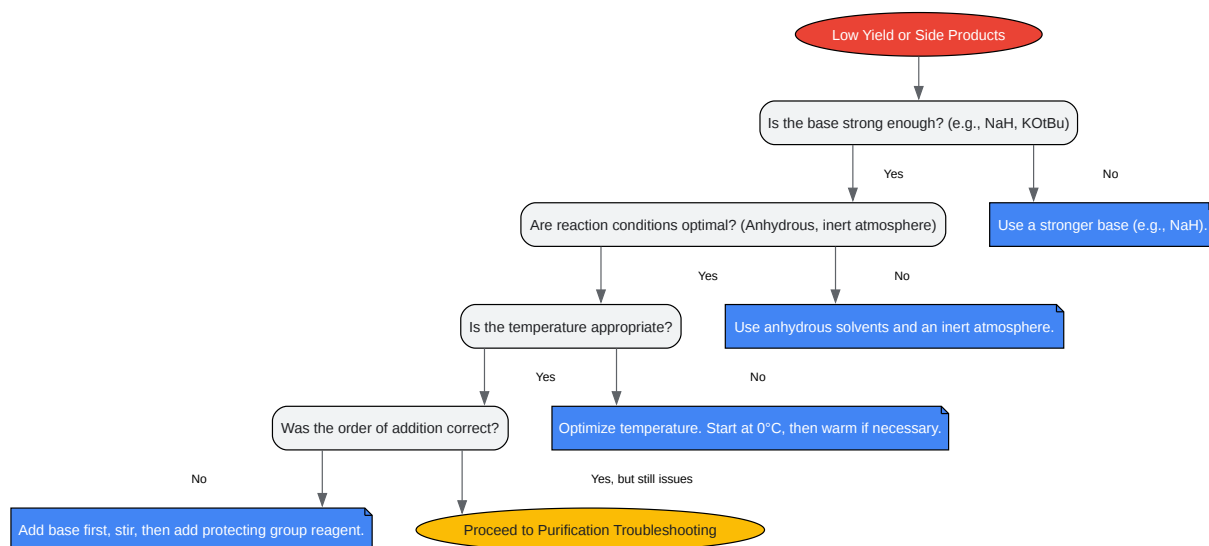 Low Yield or Side Products
Is the base strong enough? (e.g., NaH, KOtBu)
Yes
No
Are reaction conditions optimal? (Anhydrous, inert atmosphere)
Use a stronger base (e.g., NaH).
Yes
No
Is the temperature appropriate?
Use anhydrous solvents and an inert atmosphere.
Yes
No
Was the order of addition correct?
Optimize temperature. Start at 0°C, then warm if necessary.
No
Yes, but still issues
Add base first, stir, then add protecting group reagent.
Proceed to Purification Troubleshooting